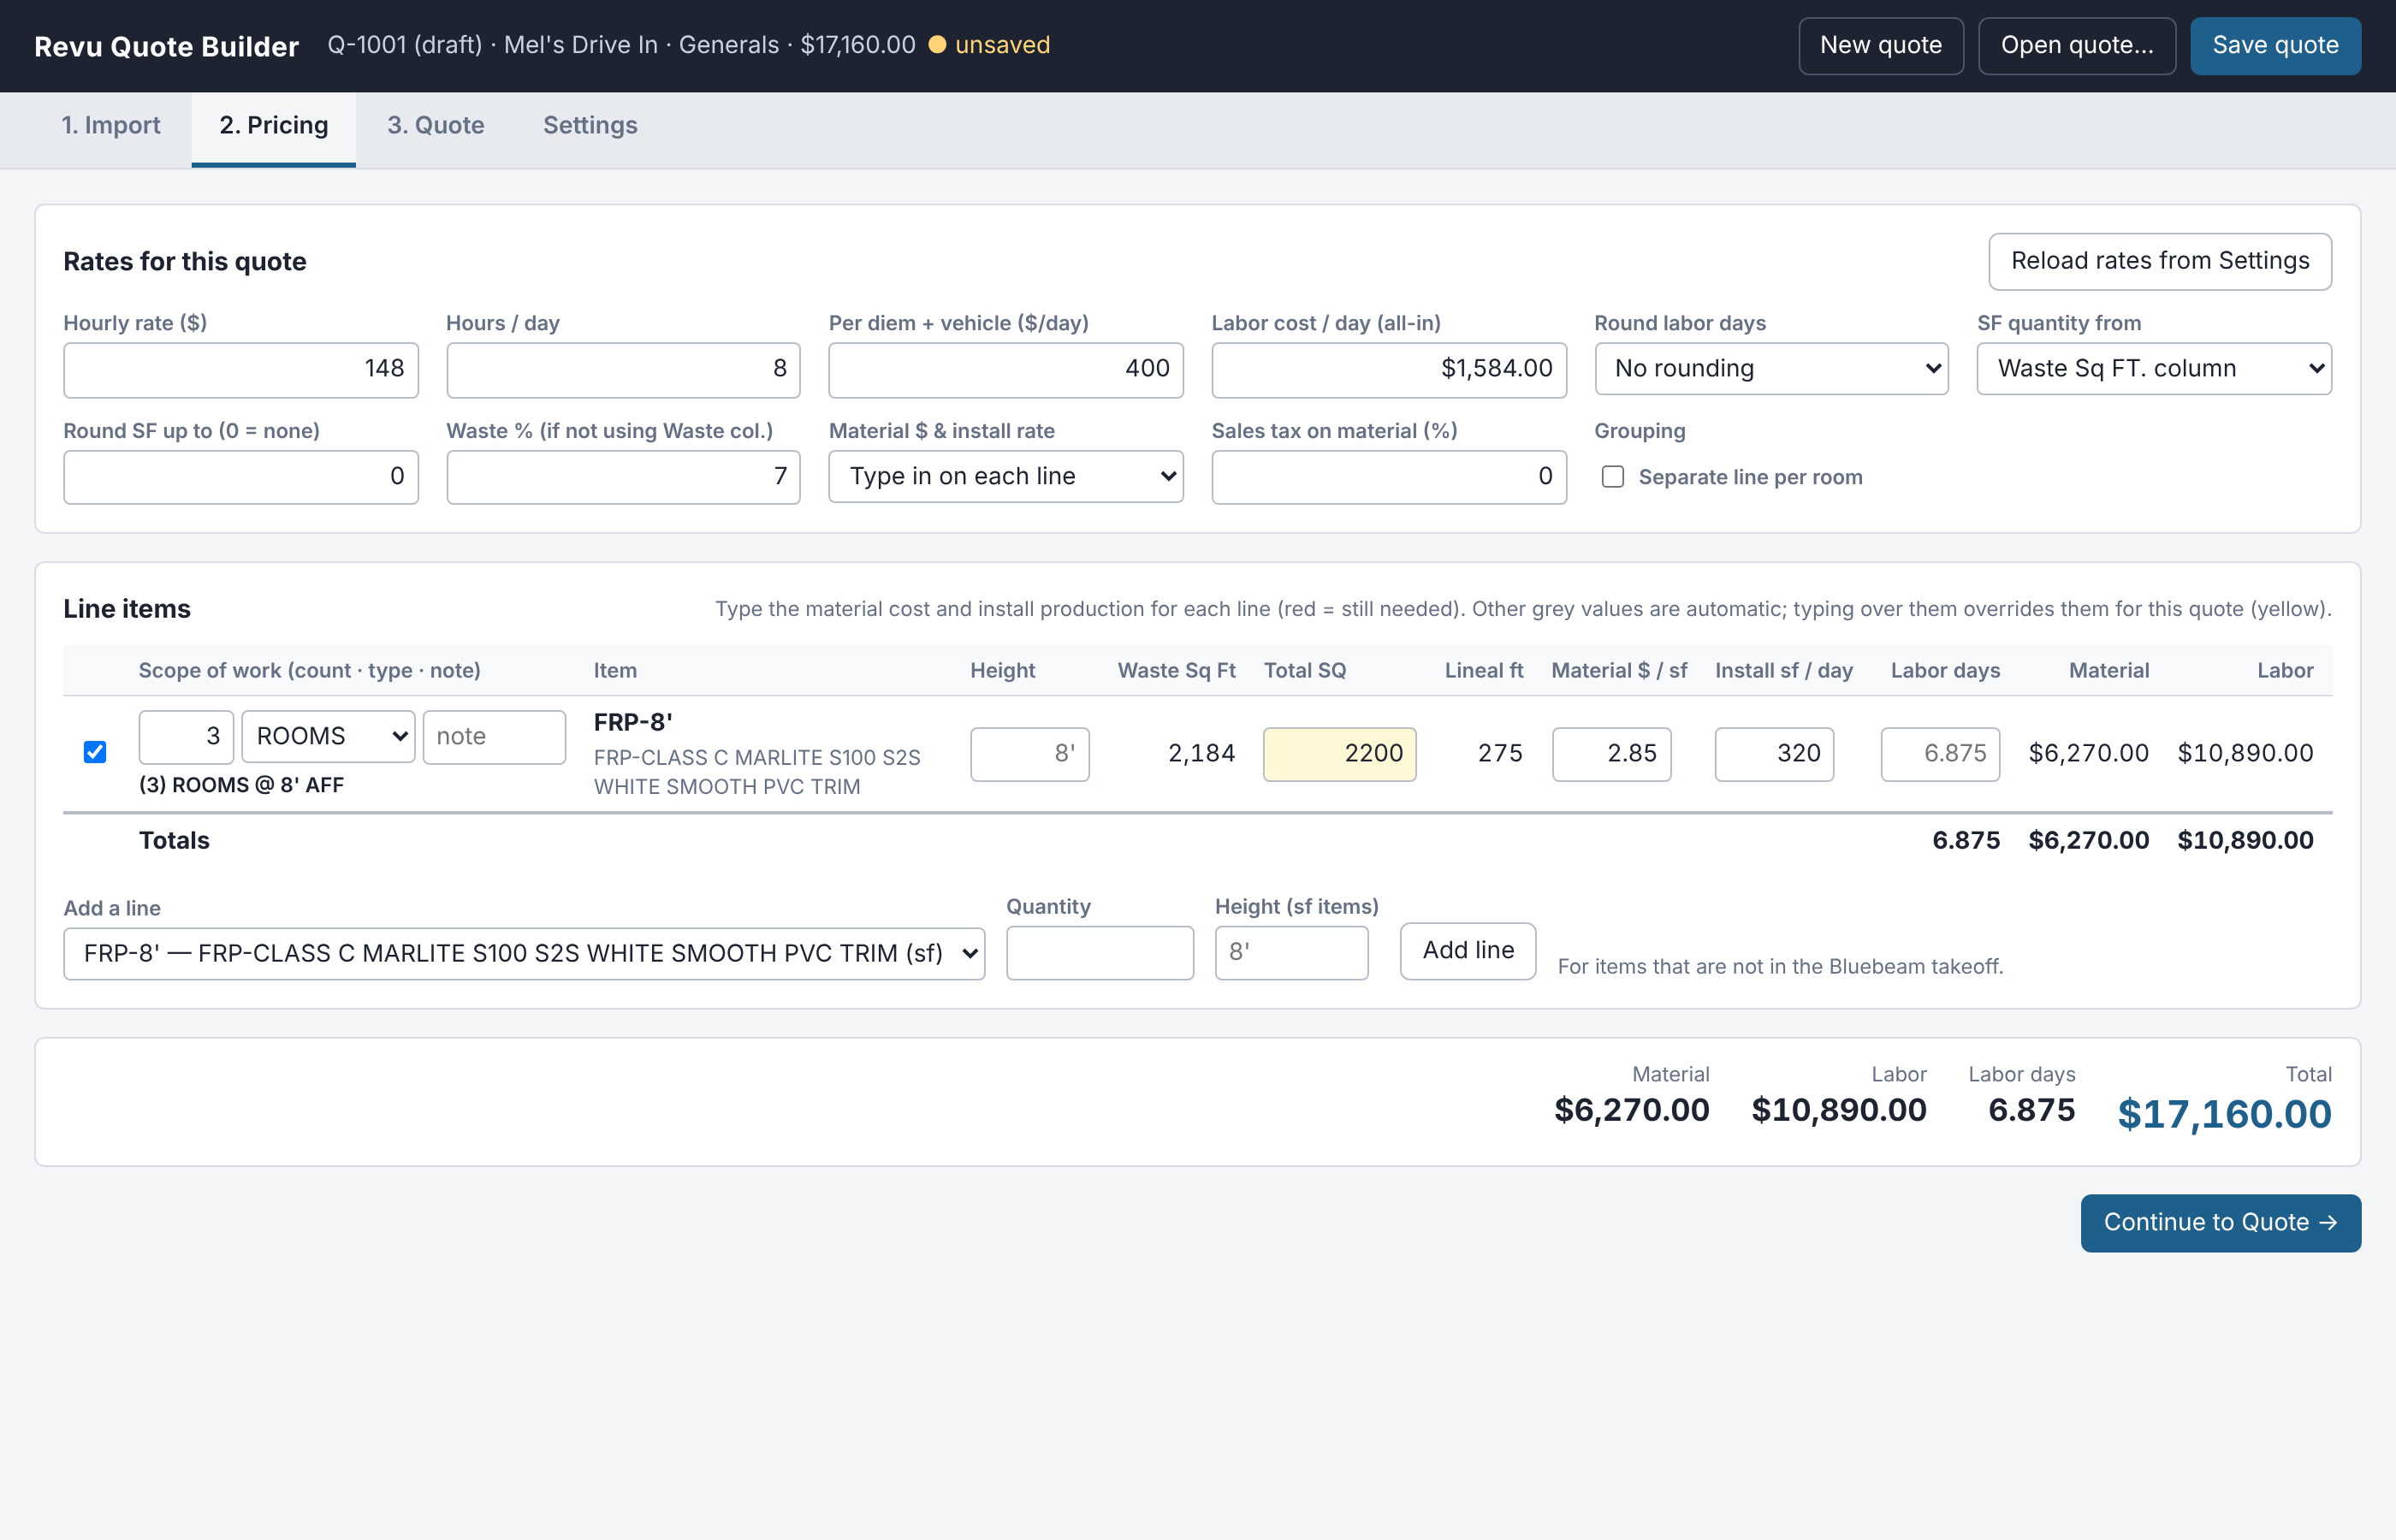 Revu Quote Builder Q-1001 (draft) · Mel's Drive In · Generals · $17,160.00 unsaved New quote Open quote... Save quote
1. Import 2. Pricing 3. Quote Settings
Rates for this quote Reload rates from Settings
Hourly rate ($) Hours / day Per diem + vehicle ($/day) Labor cost / day (all-in) Round labor days SF quantity from
148 8 400 $1,584.00 No rounding Waste Sq FT. column
Round SF up to (0 = none) Waste % (if not using Waste col.) Material $ & install rate Sales tax on material (%) Grouping
0 7 Type in on each line 0 Separate line per room
Line items Type the material cost and install production for each line (red = still needed). Other grey values are automatic; typing over them overrides them for this quote (yellow).
Scope of work (count · type · note) Item Height Waste Sq Ft Total SQ Lineal ft Material $ / sf Install sf / day Labor days Material Labor
3 ROOMS note FRP-8' 8' 2,184 2200 275 2.85 320 6.875 $6,270.00 $10,890.00
FRP-CLASS C MARLITE S100 S2S
(3) ROOMS @ 8' AFF WHITE SMOOTH PVC TRIM
Totals 6.875 $6,270.00 $10,890.00
Add a line Quantity Height (sf items)
FRP-8' — FRP-CLASS C MARLITE S100 S2S WHITE SMOOTH PVC TRIM (sf) 8' Add line For items that are not in the Bluebeam takeoff.
Material Labor Labor days Total
$6,270.00 $10,890.00 6.875 $17,160.00
Continue to Quote →